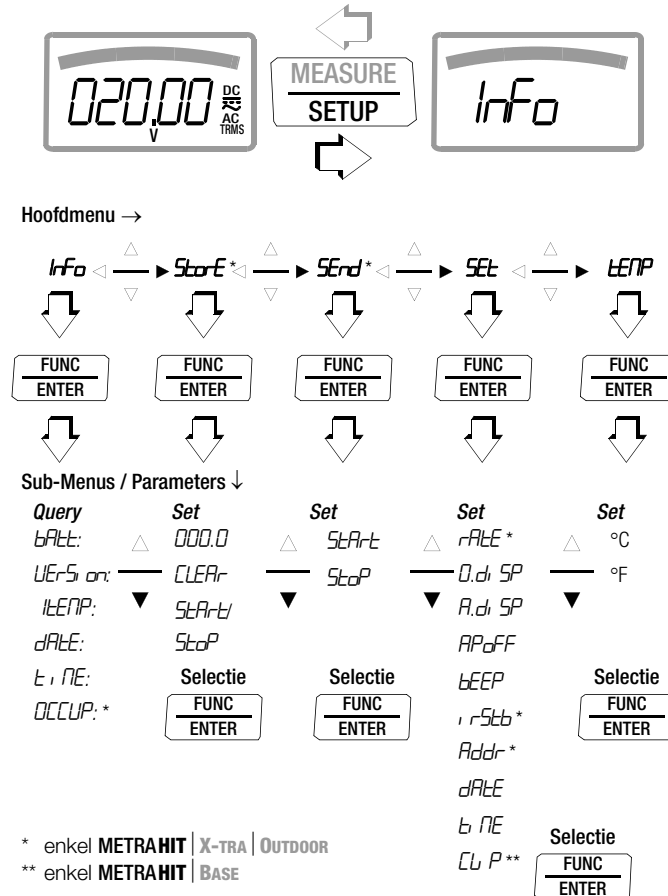 020.00 V DC AC TRMS
MEASURE
SETUP
InFo
Hoofdmenu →
InFo StorE * SEnd * SEt tEMP
FUNC FUNC FUNC FUNC FUNC
ENTER ENTER ENTER ENTER ENTER
Sub-Menus / Parameters ↓
Query Set Set Set Set
bAtt: 000.0 StArt rAtE * °C
VErSion: CLEAr StoP 0.diSP °F
ItEMP: StArt/ A.diSP
dAtE: StoP APoFF
tiME: Selectie Selectie bEEP Selectie
OCCUP: * FUNC FUNC irStb * FUNC
ENTER ENTER Addr * ENTER
dAtE
tiME
CLiP **
Selectie
FUNC
ENTER
* enkel METRAHIT | X-TRA | OUTDOOR
** enkel METRAHIT | BASE